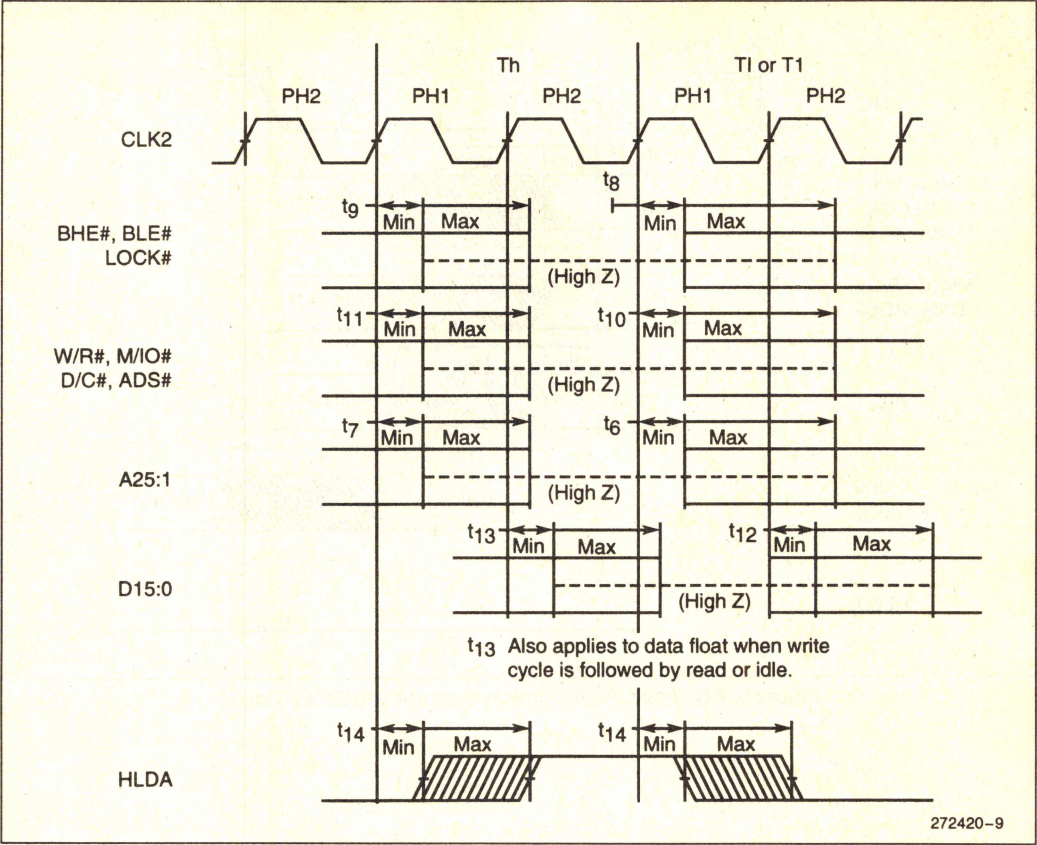 Th TI or T1
PH2 PH1 PH2 PH1 PH2
CLK2
t8
t9 Min Max Min Max
BHE#, BLE#
LOCK#
(High Z)
t11 Min Max t10 Min Max
W/R#, M/IO#
D/C#, ADS#
(High Z)
t7 Min Max t6 Min Max
A25:1
(High Z)
t13 Min Max t12 Min Max
D15:0
(High Z)
t13 Also applies to data float when write
cycle is followed by read or idle.
t14 Min Max t14 Min Max
HLDA
272420-9